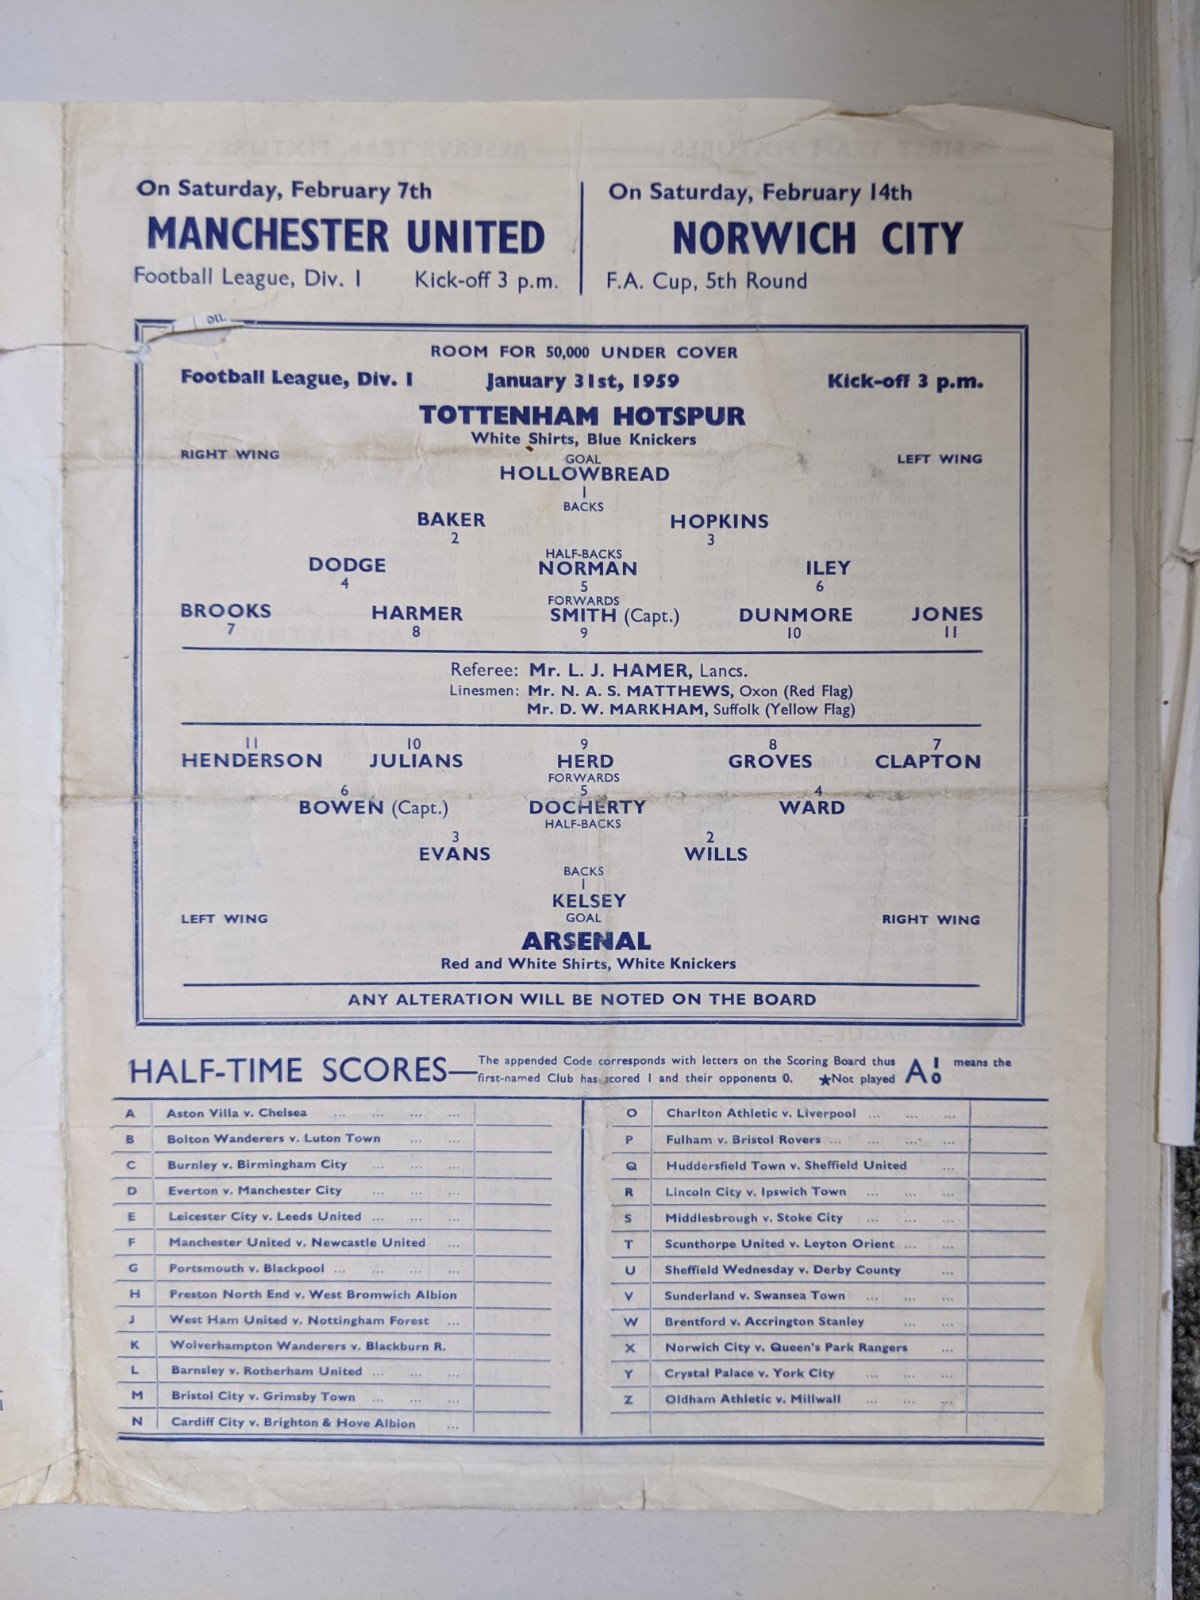 On Saturday, February 7th
MANCHESTER UNITED
Football League, Div. 1 Kick-off 3 p.m.
On Saturday, February 14th
NORWICH CITY
F.A. Cup, 5th Round
ROOM FOR 50,000 UNDER COVER
Football League, Div. 1 January 31st, 1959 Kick-off 3 p.m.
TOTTENHAM HOTSPUR
White Shirts, Blue Knickers
RIGHT WING GOAL LEFT WING
HOLLOWBREAD
1
BACKS
BAKER HOPKINS
2 3
HALF-BACKS
DODGE NORMAN ILEY
4 5 6
FORWARDS
BROOKS HARMER SMITH (Capt.) DUNMORE JONES
7 8 9 10 11
Referee: Mr. L. J. HAMER, Lancs.
Linesmen: Mr. N. A. S. MATTHEWS, Oxon (Red Flag)
Mr. D. W. MARKHAM, Suffolk (Yellow Flag)
11 10 9 8 7
HENDERSON JULIANS HERD GROVES CLAPTON
FORWARDS
6 5 4
BOWEN (Capt.) DOCHERTY WARD
HALF-BACKS
3 2
EVANS WILLS
BACKS
1
KELSEY
LEFT WING GOAL RIGHT WING
ARSENAL
Red and White Shirts, White Knickers
ANY ALTERATION WILL BE NOTED ON THE BOARD
HALF-TIME SCORES—The appended Code corresponds with letters on the Scoring Board thus A 1 0 means the
first-named Club has scored 1 and their opponents 0. ★Not played
A Aston Villa v. Chelsea ... ... ... ...
B Bolton Wanderers v. Luton Town ... ...
C Burnley v. Birmingham City ... ... ...
D Everton v. Manchester City ... ... ...
E Leicester City v. Leeds United ... ... ...
F Manchester United v. Newcastle United ...
G Portsmouth v. Blackpool ... ... ... ...
H Preston North End v. West Bromwich Albion
J West Ham United v. Nottingham Forest ...
K Wolverhampton Wanderers v. Blackburn R.
L Barnsley v. Rotherham United ... ... ...
M Bristol City v. Grimsby Town ... ... ...
N Cardiff City v. Brighton & Hove Albion ...
O Charlton Athletic v. Liverpool ... ... ...
P Fulham v. Bristol Rovers ... ... ... ...
Q Huddersfield Town v. Sheffield United ...
R Lincoln City v. Ipswich Town ... ... ...
S Middlesbrough v. Stoke City ... ... ...
T Scunthorpe United v. Leyton Orient ... ...
U Sheffield Wednesday v. Derby County ...
V Sunderland v. Swansea Town ... ... ...
W Brentford v. Accrington Stanley ... ...
X Norwich City v. Queen's Park Rangers ...
Y Crystal Palace v. York City ... ... ...
Z Oldham Athletic v. Millwall ... ... ...